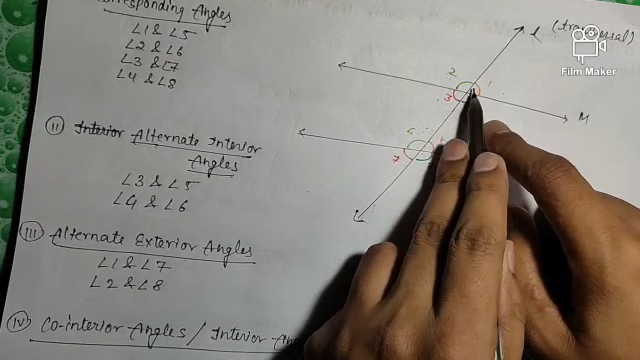 Corresponding Angles
∠1 & ∠5
∠2 & ∠6
∠3 & ∠7
∠4 & ∠8
II Interior Alternate Interior
Angles
∠3 & ∠5
∠4 & ∠6
III Alternate Exterior Angles
∠1 & ∠7
∠2 & ∠8
IV Co-interior Angles / Interior An
l (transversal)
2
1
3
M
6
7
Film Maker